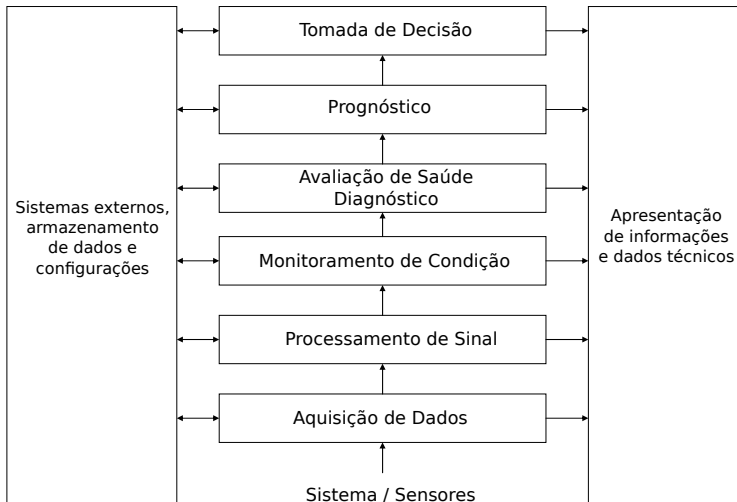 Tomada de Decisão
Prognóstico
Avaliação de Saúde
Diagnóstico
Monitoramento de Condição
Processamento de Sinal
Aquisição de Dados
Sistema / Sensores
Sistemas externos,
armazenamento
de dados e
configurações
Apresentação
de informações
e dados técnicos